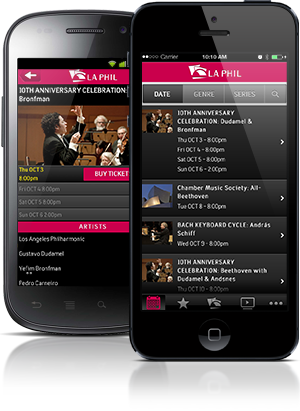 LA PHIL
10TH ANNIVERSARY CELEBRATION:
Bronfman
Thu OCT 3
8:00pm
BUY TICKET
Fri OCT 4 8:00pm
Sat OCT 5 8:00pm
Sun OCT 6 2:00pm
ARTISTS
Los Angeles Philharmonic
Gustavo Dudamel
Yefim Bronfman
Pedro Carneiro
Carrier
10:10 AM
LA PHIL
DATE
GENRE
SERIES
10TH ANNIVERSARY
CELEBRATION: Dudamel &
Bronfman
Thu OCT 3 - 8:00pm
Fri OCT 4 - 8:00pm
Sat OCT 5 - 8:00pm
Sun OCT 6 - 2:00pm
Chamber Music Society: All-
Beethoven
Tue OCT 8 - 8:00pm
BACH KEYBOARD CYCLE: András
Schiff
Wed OCT 9 - 8:00pm
10TH ANNIVERSARY
CELEBRATION: Beethoven with
Dudamel & Andsnes
Thu OCT 10 - 8:00pm